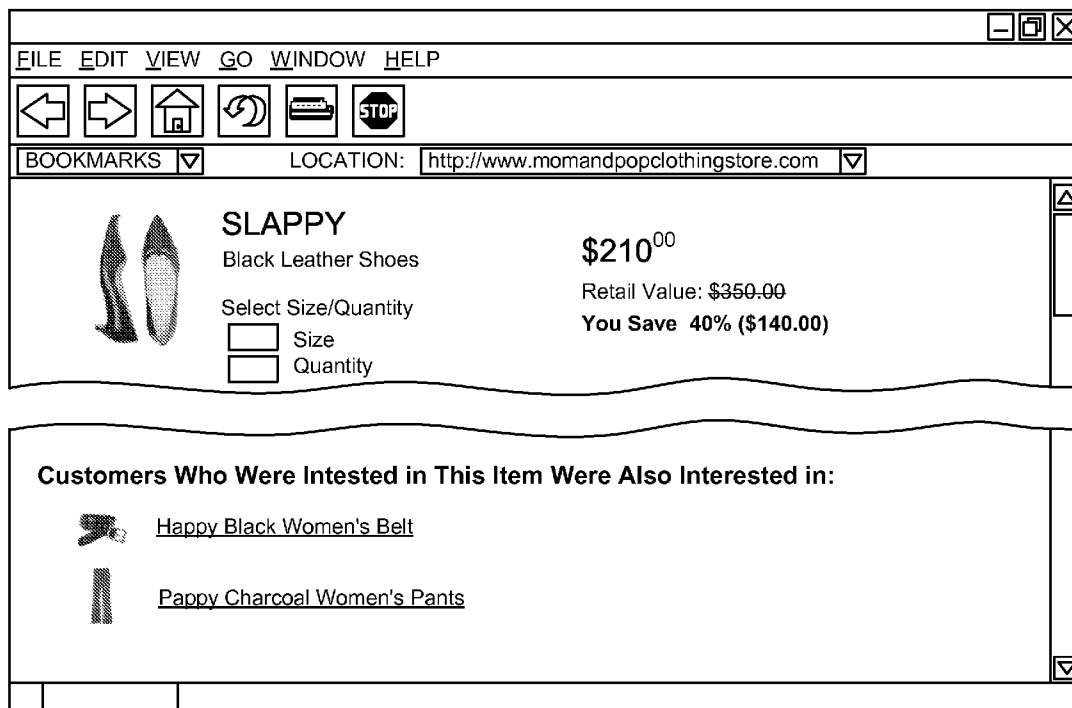 FILE EDIT VIEW GO WINDOW HELP
STOP
BOOKMARKS LOCATION: http://www.momandpopclothingstore.com
SLAPPY
Black Leather Shoes
$21000
Retail Value: $350.00
You Save 40% ($140.00)
Select Size/Quantity
Size
Quantity
Customers Who Were Intested in This Item Were Also Interested in:
Happy Black Women's Belt
Pappy Charcoal Women's Pants